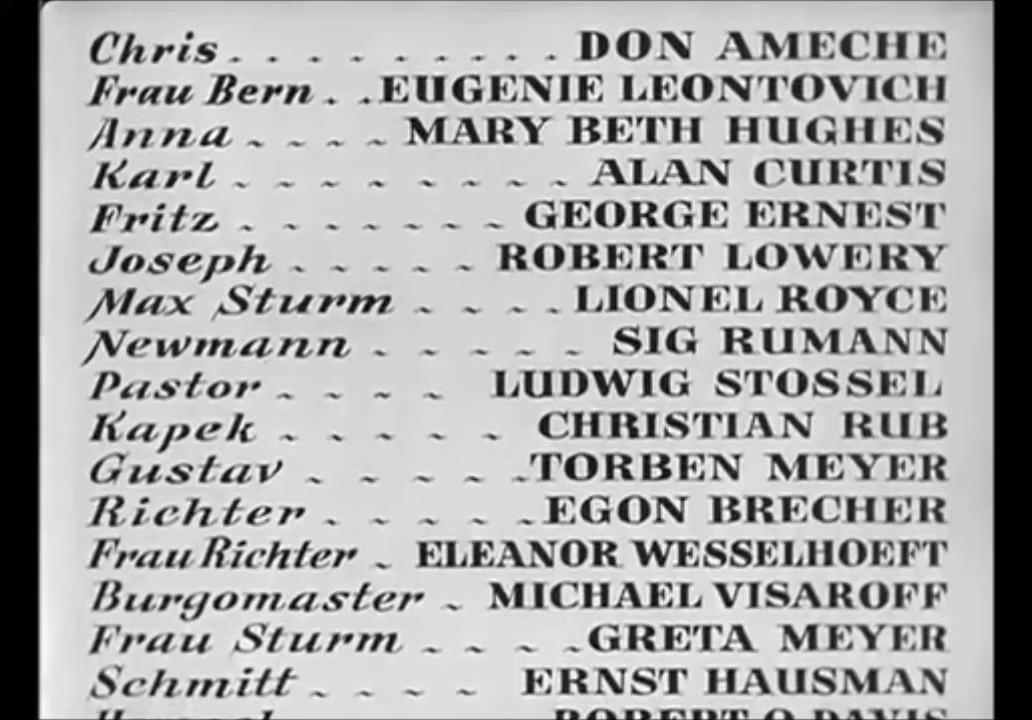 Chris . . . . . . . . . DON AMECHE
Frau Bern . . EUGENIE LEONTOVICH
Anna ~ ~ ~ ~ MARY BETH HUGHES
Karl ~ ~ ~ ~ ~ ~ ~ ~ ALAN CURTIS
Fritz ~ ~ ~ ~ ~ ~ ~ GEORGE ERNEST
Joseph ~ ~ ~ ~ ~ ROBERT LOWERY
Max Sturm ~ ~ ~ ~ LIONEL ROYCE
Newmann ~ ~ ~ ~ ~ SIG RUMANN
Pastor ~ ~ ~ ~ LUDWIG STOSSEL
Kapek ~ ~ ~ ~ ~ CHRISTIAN RUB
Gustav ~ ~ ~ ~ ~ TORBEN MEYER
Richter ~ ~ ~ ~ ~ EGON BRECHER
Frau Richter ~ ELEANOR WESSELHOEFT
Burgomaster ~ MICHAEL VISAROFF
Frau Sturm ~ ~ ~ ~ GRETA MEYER
Schmitt ~ ~ ~ ~ ERNST HAUSMAN
ROBERT O. DAVIS